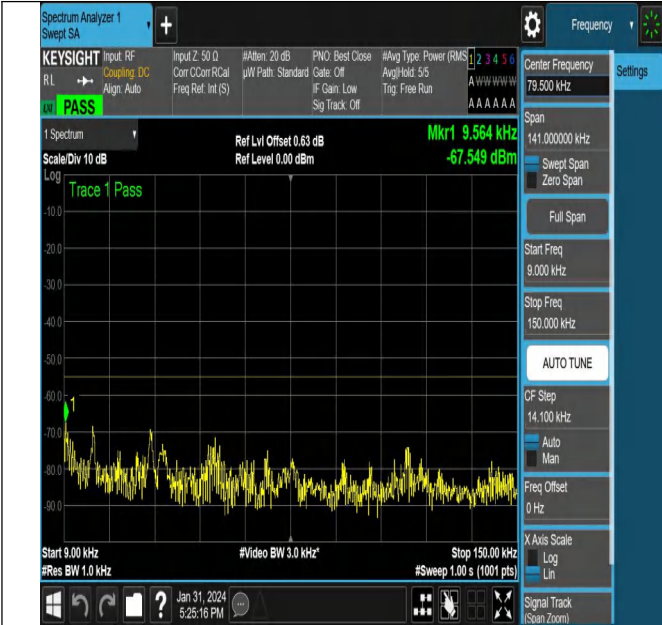 Spectrum Analyzer 1
Swept SA
Frequency
KEYSIGHT
RL
Input: RF
Coupling: DC
Align: Auto
Input Z: 50 Ω
Corr CCorr RCal
Freq Ref: Int (S)
#Atten: 20 dB
µW Path: Standard
PNO: Best Close
Gate: Off
IF Gain: Low
Sig Track: Off
#Avg Type: Power (RMS
Avg|Hold: 5/5
Trig: Free Run
1 2 3 4 5 6
A W W W W W
A A A A A A
LXI PASS
1 Spectrum
Scale/Div 10 dB
Ref Lvl Offset 0.63 dB
Ref Level 0.00 dBm
Mkr1 9.564 kHz
-67.549 dBm
Log
Trace 1 Pass
-10.0
-20.0
-30.0
-40.0
-50.0
-60.0
1
-70.0
-80.0
-90.0
Start 9.00 kHz
#Res BW 1.0 kHz
#Video BW 3.0 kHz*
Stop 150.00 kHz
#Sweep 1.00 s (1001 pts)
Jan 31, 2024
5:25:16 PM
Center Frequency
79.500 kHz
Settings
Span
141.000000 kHz
Swept Span
Zero Span
Full Span
Start Freq
9.000 kHz
Stop Freq
150.000 kHz
AUTO TUNE
CF Step
14.100 kHz
Auto
Man
Freq Offset
0 Hz
X Axis Scale
Log
Lin
Signal Track
(Span Zoom)